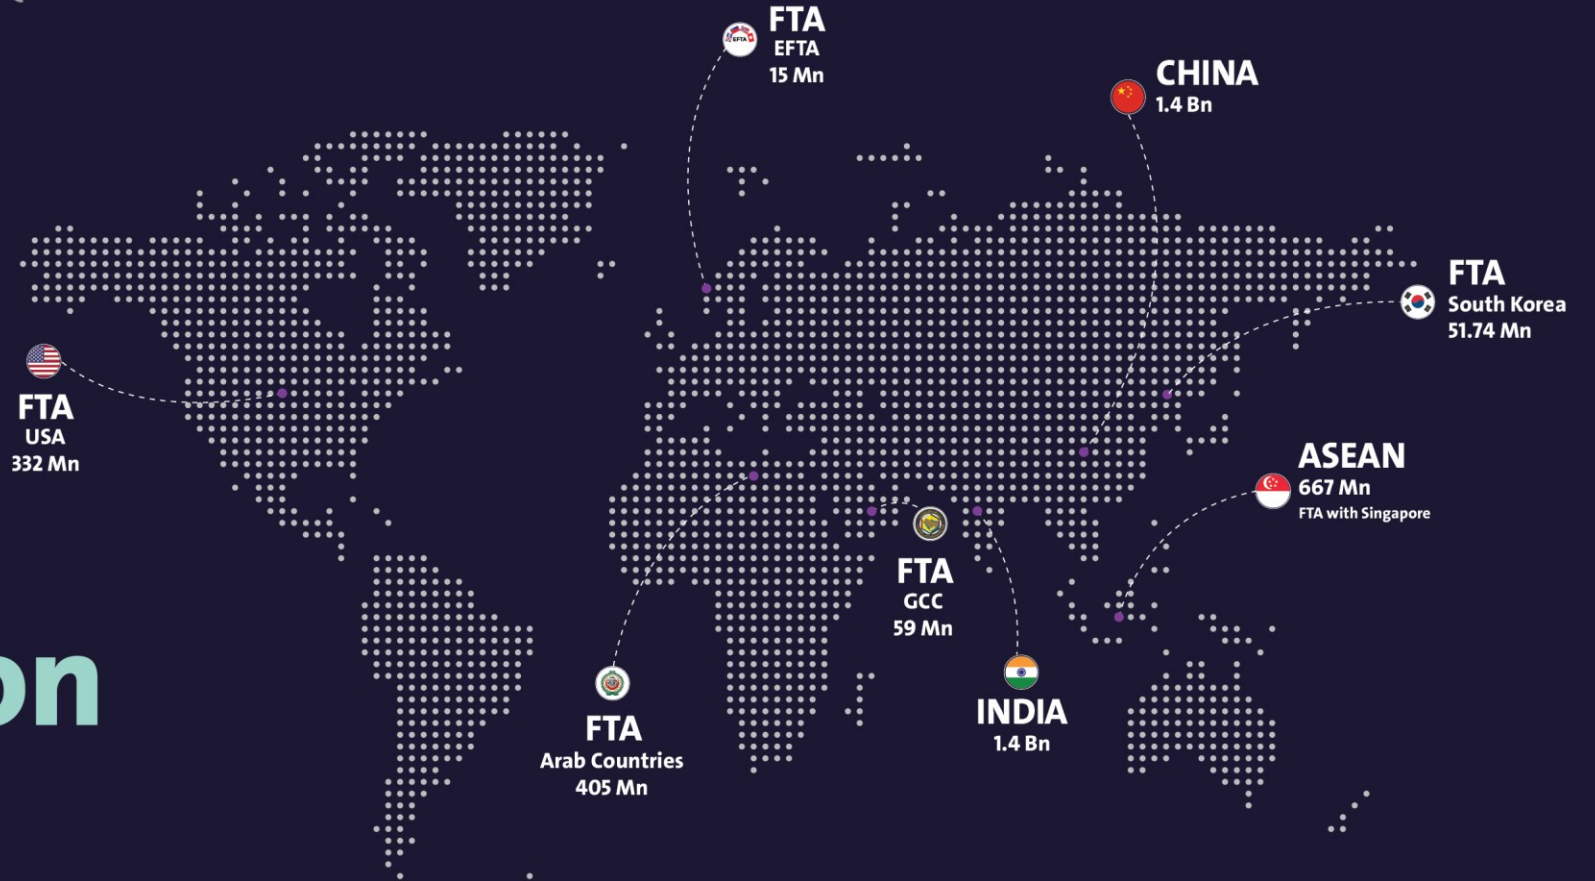 FTA
EFTA
15 Mn
CHINA
1.4 Bn
FTA
South Korea
51.74 Mn
FTA
USA
332 Mn
ASEAN
667 Mn
FTA with Singapore
FTA
GCC
59 Mn
INDIA
1.4 Bn
FTA
Arab Countries
405 Mn
on